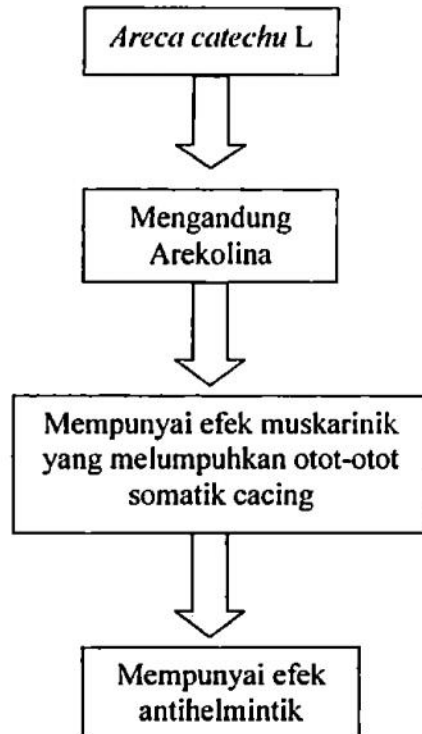 Areca catechu L
Mengandung
Arekolina
Mempunyai efek muskarinik
yang melumpuhkan otot-otot
somatik cacing
Mempunyai efek
antihelmintik